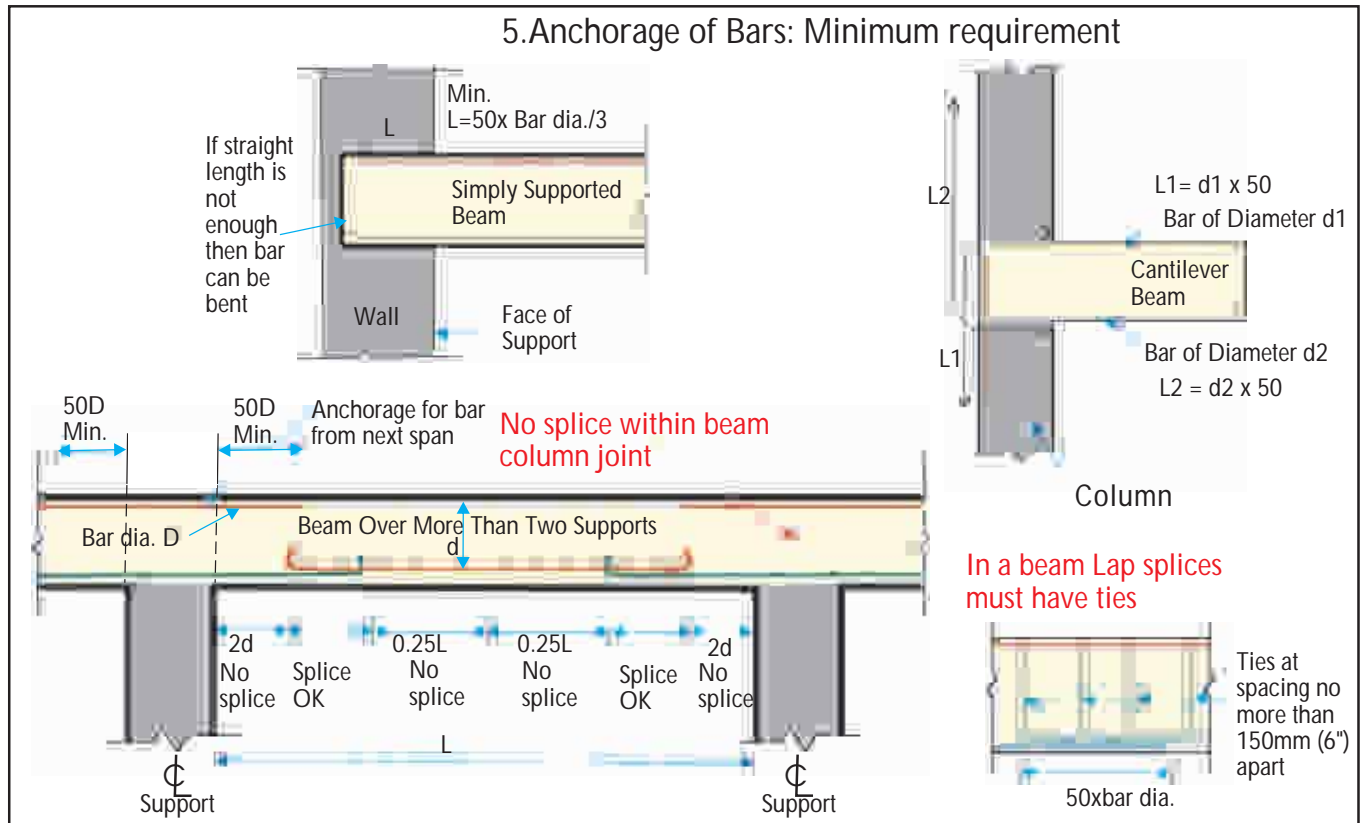 5.Anchorage of Bars: Minimum requirement
Min.
L=50x Bar dia./3
L
If straight
length is
not
enough
then bar
can be
bent
Simply Supported
Beam
Wall
Face of
Support
L2
L1= d1 x 50
Bar of Diameter d1
Cantilever
Beam
L1
Bar of Diameter d2
L2 = d2 x 50
Column
50D
Min.
50D
Min.
Anchorage for bar
from next span
No splice within beam
column joint
Bar dia. D
Beam Over More Than Two Supports
d
2d
No
splice
Splice
OK
0.25L
No
splice
0.25L
No
splice
Splice
OK
2d
No
splice
L
℄
Support
℄
Support
In a beam Lap splices
must have ties
Ties at
spacing no
more than
150mm (6")
apart
50xbar dia.